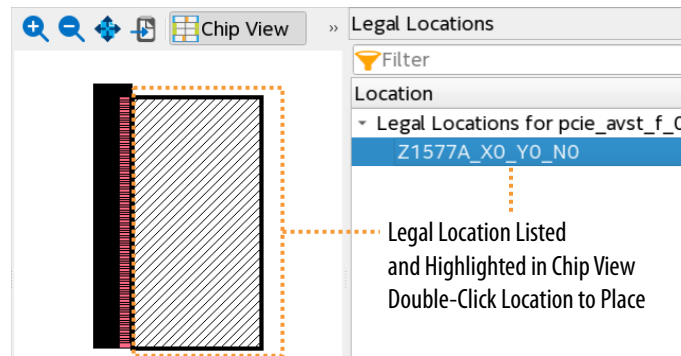 Chip View
»
Legal Locations
Filter
Location
Legal Locations for pcie_avst_f_0
Z1577A_X0_Y0_N0
Legal Location Listed
and Highlighted in Chip View
Double-Click Location to Place